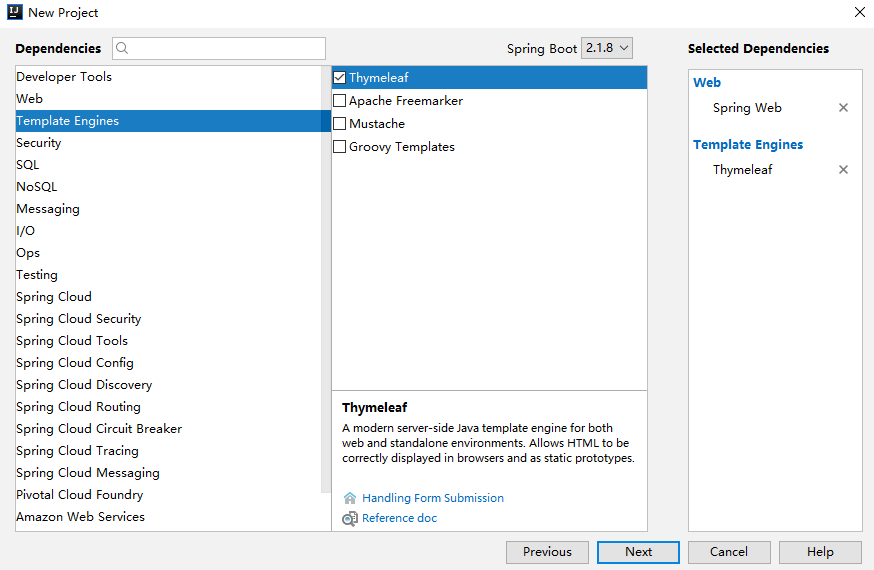 New Project
Dependencies
Spring Boot 2.1.8
Selected Dependencies
Developer Tools
Web
Template Engines
Security
SQL
NoSQL
Messaging
I/O
Ops
Testing
Spring Cloud
Spring Cloud Security
Spring Cloud Tools
Spring Cloud Config
Spring Cloud Discovery
Spring Cloud Routing
Spring Cloud Circuit Breaker
Spring Cloud Tracing
Spring Cloud Messaging
Pivotal Cloud Foundry
Amazon Web Services
Thymeleaf
Apache Freemarker
Mustache
Groovy Templates
Thymeleaf
A modern server-side Java template engine for both
web and standalone environments. Allows HTML to be
correctly displayed in browsers and as static prototypes.
Handling Form Submission
Reference doc
Web
Spring Web
Template Engines
Thymeleaf
Previous
Next
Cancel
Help